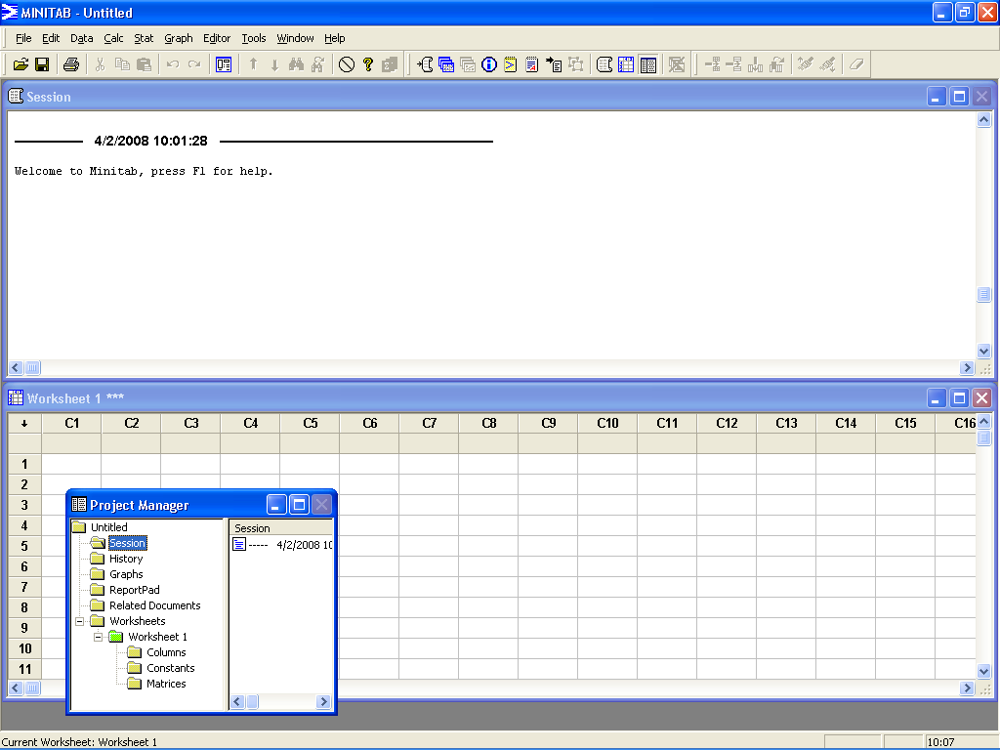 MINITAB - Untitled
File Edit Data Calc Stat Graph Editor Tools Window Help
Session
4/2/2008 10:01:28
Welcome to Minitab, press F1 for help.
Worksheet 1 ***
C1 C2 C3 C4 C5 C6 C7 C8 C9 C10 C11 C12 C13 C14 C15 C16
1
2
3
4
5
6
7
8
9
10
11
Project Manager
Untitled
Session
History
Graphs
ReportPad
Related Documents
Worksheets
Worksheet 1
Columns
Constants
Matrices
Session
----- 4/2/2008 10
Current Worksheet: Worksheet 1
10:07